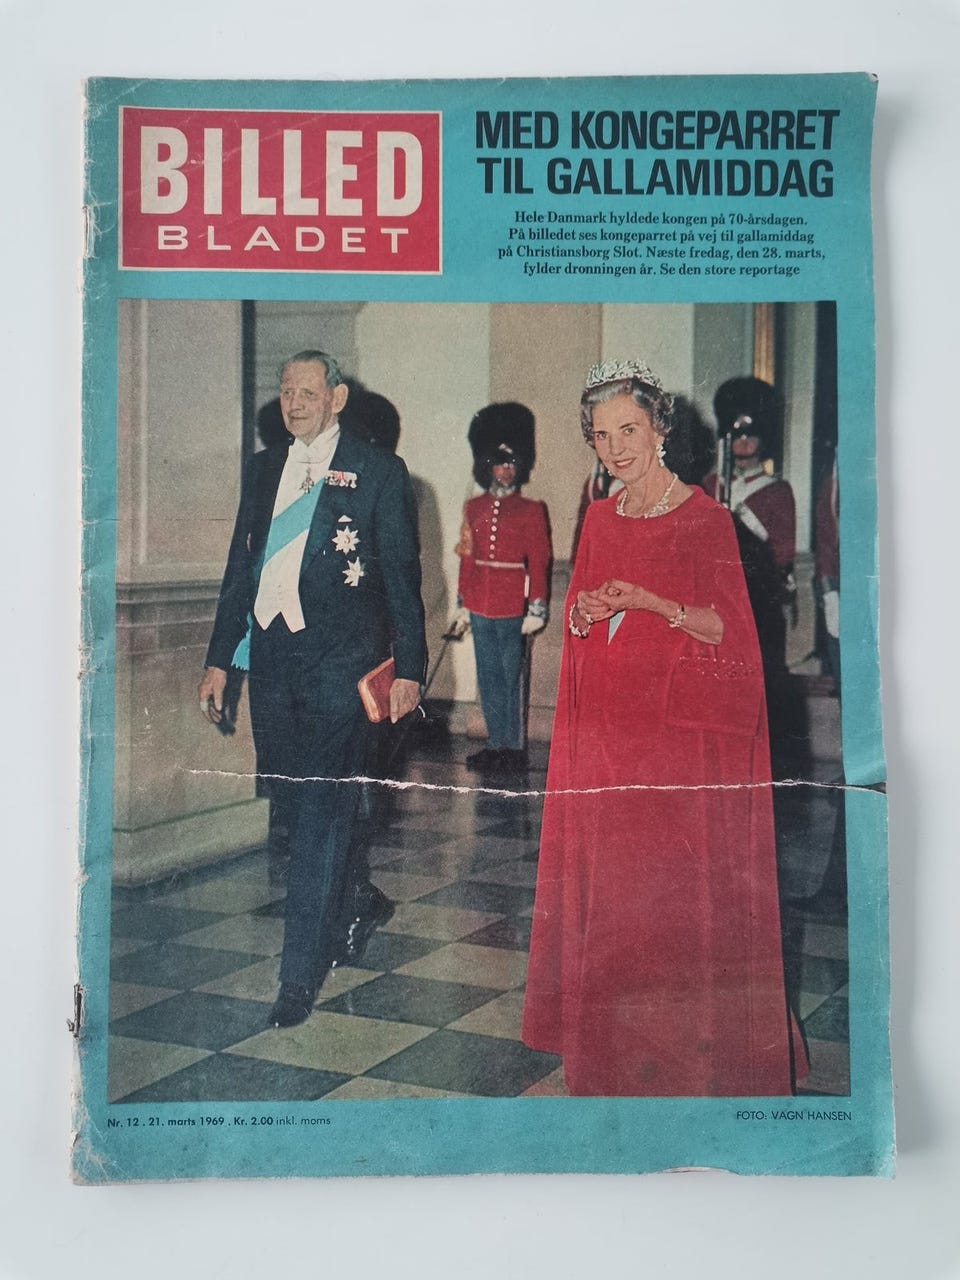 BILLED
BLADET
MED KONGEPARRET
TIL GALLAMIDDAG
Hele Danmark hyldede kongen på 70-årsdagen.
På billedet ses kongeparret på vej til gallamiddag
på Christiansborg Slot. Næste fredag, den 28. marts,
fylder dronningen år. Se den store reportage
Nr. 12 . 21. marts 1969 . Kr. 2.00 inkl. moms
FOTO: VAGN HANSEN